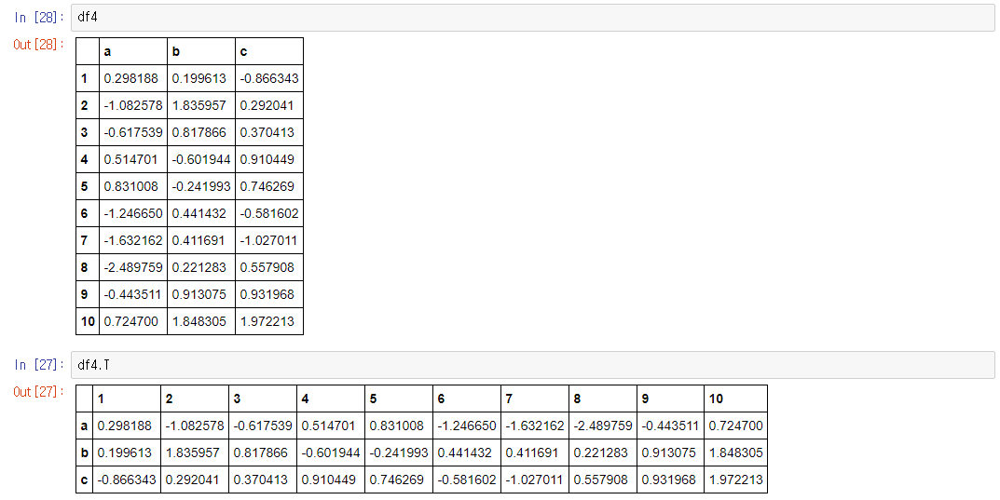 In [28]: df4
Out[28]:
a b c
1 0.298188 0.199613 -0.866343
2 -1.082578 1.835957 0.292041
3 -0.617539 0.817866 0.370413
4 0.514701 -0.601944 0.910449
5 0.831008 -0.241993 0.746269
6 -1.246650 0.441432 -0.581602
7 -1.632162 0.411691 -1.027011
8 -2.489759 0.221283 0.557908
9 -0.443511 0.913075 0.931968
10 0.724700 1.848305 1.972213
In [27]: df4.T
Out[27]:
1 2 3 4 5 6 7 8 9 10
a 0.298188 -1.082578 -0.617539 0.514701 0.831008 -1.246650 -1.632162 -2.489759 -0.443511 0.724700
b 0.199613 1.835957 0.817866 -0.601944 -0.241993 0.441432 0.411691 0.221283 0.913075 1.848305
c -0.866343 0.292041 0.370413 0.910449 0.746269 -0.581602 -1.027011 0.557908 0.931968 1.972213